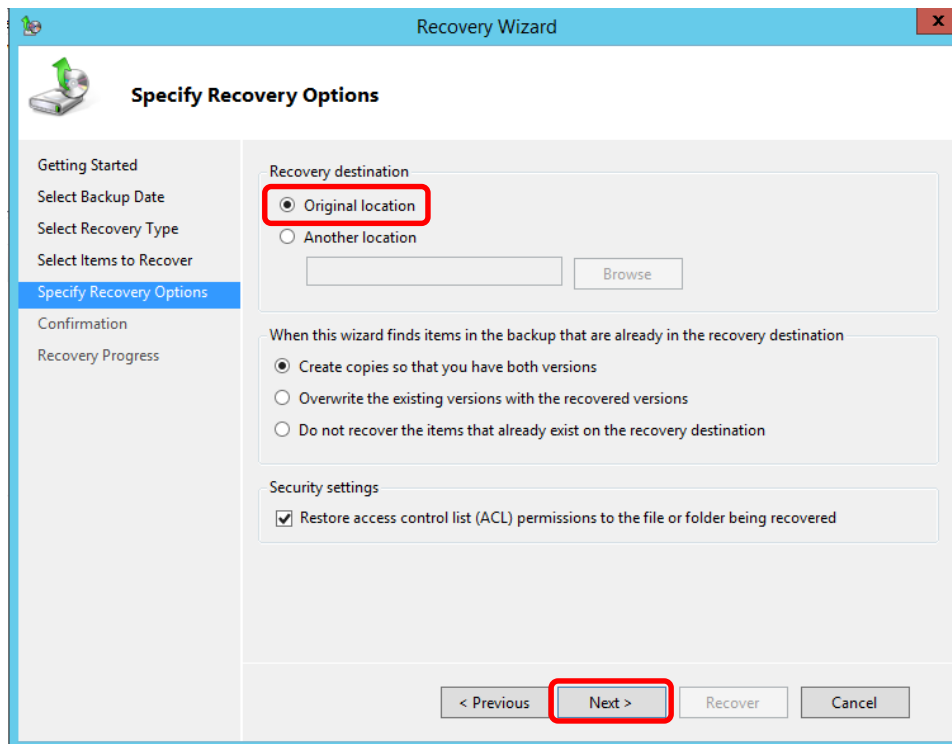 Recovery Wizard
x
Specify Recovery Options
Getting Started
Select Backup Date
Select Recovery Type
Select Items to Recover
Specify Recovery Options
Confirmation
Recovery Progress
Recovery destination
Original location
Another location
Browse
When this wizard finds items in the backup that are already in the recovery destination
Create copies so that you have both versions
Overwrite the existing versions with the recovered versions
Do not recover the items that already exist on the recovery destination
Security settings
Restore access control list (ACL) permissions to the file or folder being recovered
< Previous
Next >
Recover
Cancel